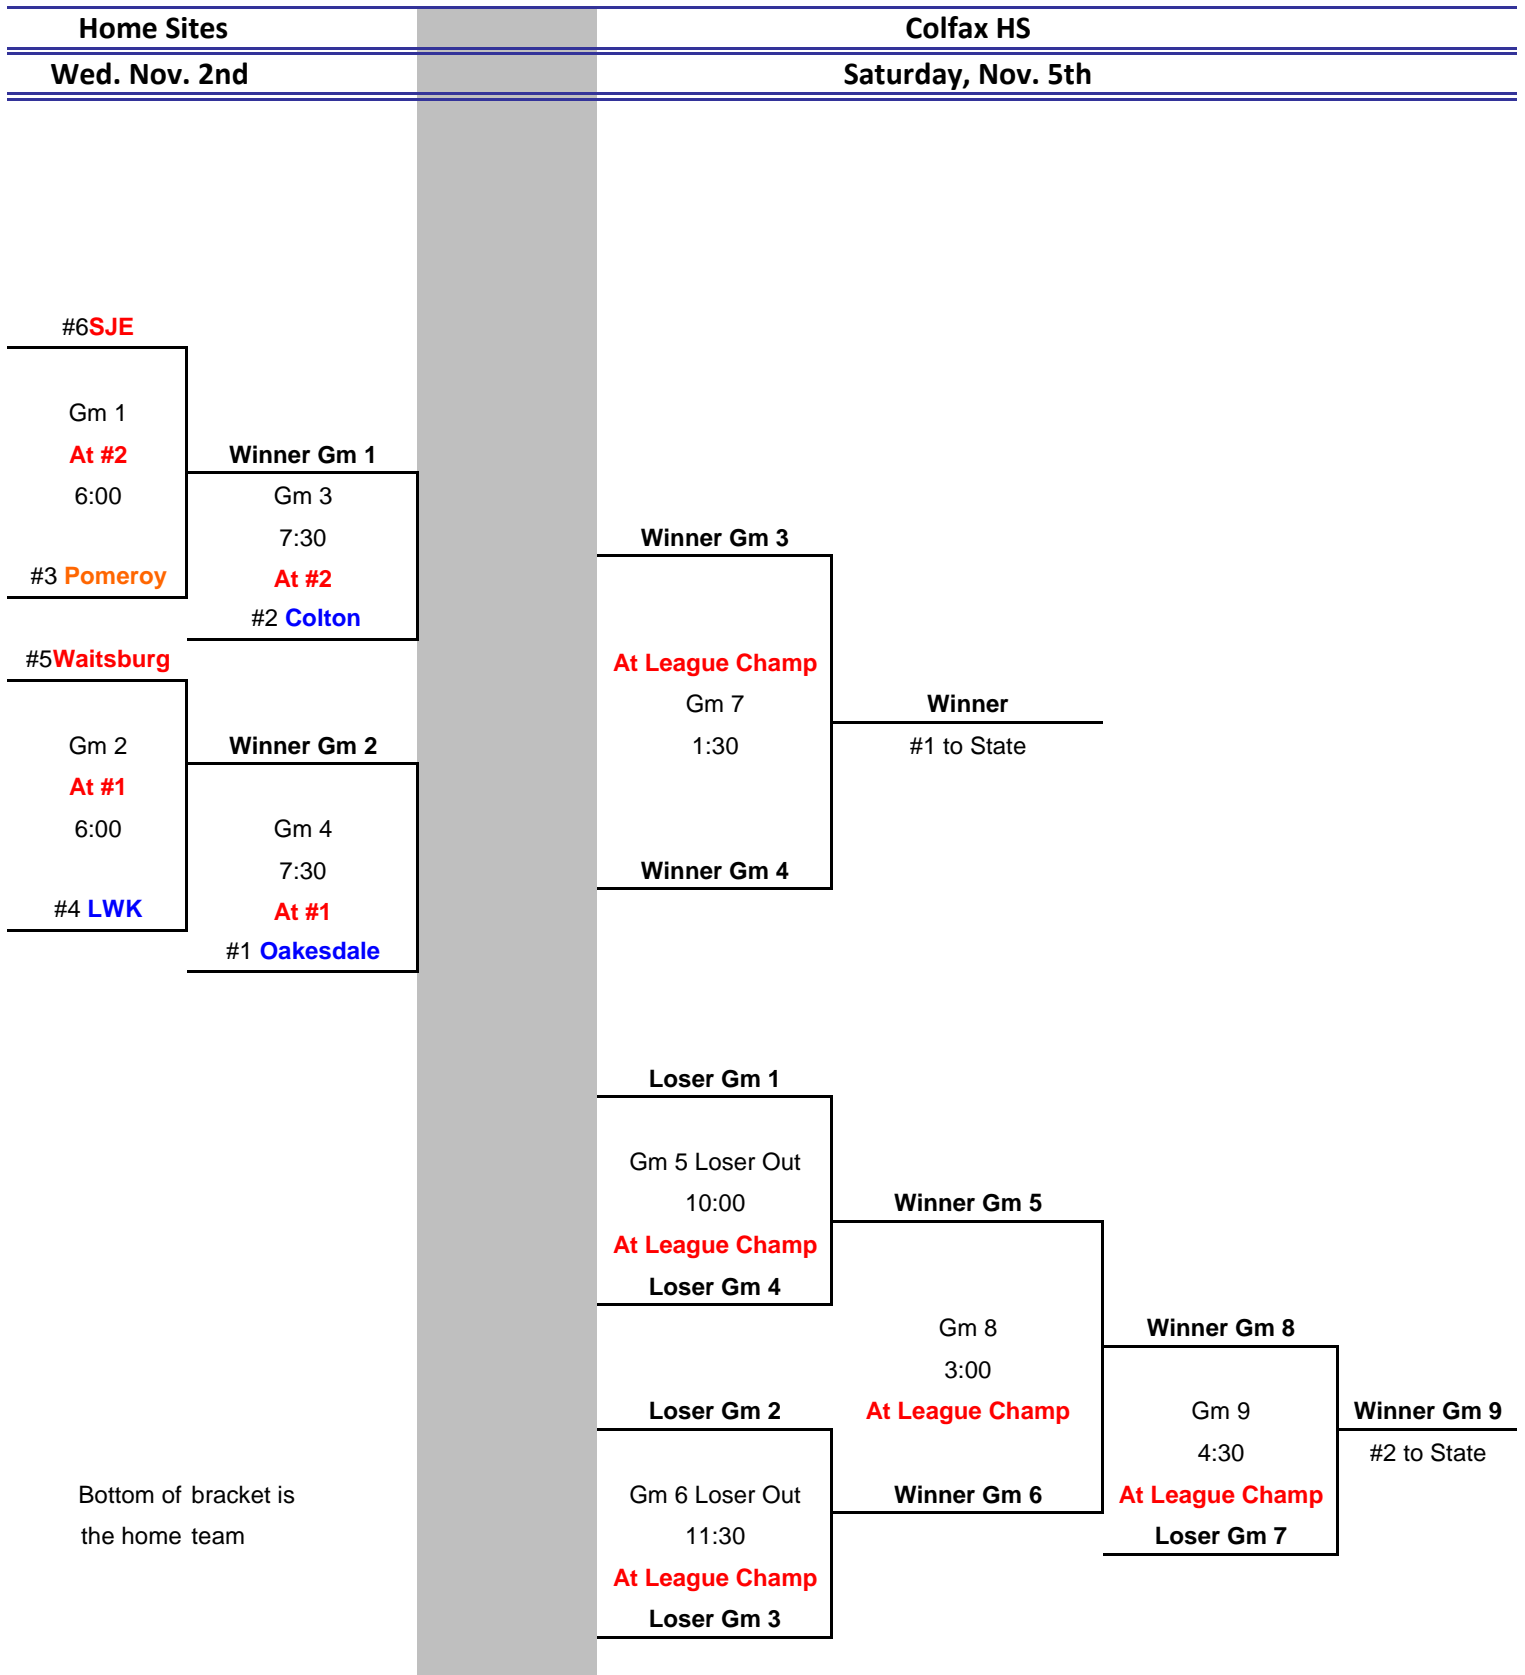 Home Sites
Colfax HS
Wed. Nov. 2nd
Saturday, Nov. 5th
#6SJE
Gm 1
At #2
6:00
#3 Pomeroy
Winner Gm 1
Gm 3
7:30
At #2
#2 Colton
#5Waitsburg
Gm 2
At #1
6:00
#4 LWK
Winner Gm 2
Gm 4
7:30
At #1
#1 Oakesdale
Winner Gm 3
At League Champ
Gm 7
1:30
Winner Gm 4
Winner
#1 to State
Loser Gm 1
Gm 5 Loser Out
10:00
At League Champ
Loser Gm 4
Winner Gm 5
Gm 8
3:00
At League Champ
Winner Gm 6
Loser Gm 2
Gm 6 Loser Out
11:30
At League Champ
Loser Gm 3
Winner Gm 8
Gm 9
4:30
At League Champ
Loser Gm 7
Winner Gm 9
#2 to State
Bottom of bracket is
the home team